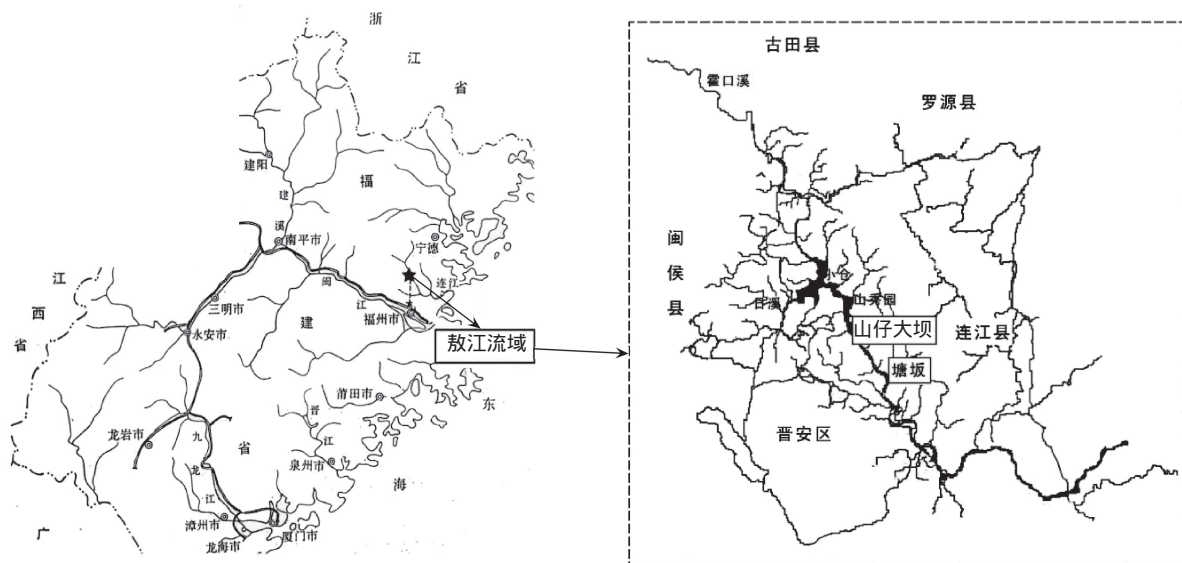 浙
江
省
建阳
建
溪
福
南平市
宁德
连江
江
西
省
三明市
闽
江
福州市
建
永安市
敖江流域
莆田市
东
海
晋
江
龙岩市
九
龙
江
省
泉州市
漳州市
厦门市
龙海市
广
古田县
霍口溪
罗源县
闽
侯
县
小仓
日溪
山秀园
山仔大坝
连江县
塘坂
晋安区